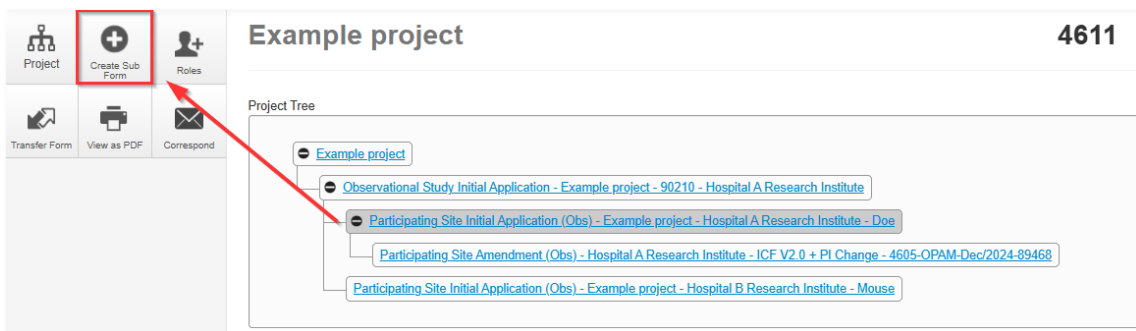 Project
Create Sub
Form
Roles
Transfer Form
View as PDF
Correspond
Example project
4611
Project Tree
Example project
Observational Study Initial Application - Example project - 90210 - Hospital A Research Institute
Participating Site Initial Application (Obs) - Example project - Hospital A Research Institute - Doe
Participating Site Amendment (Obs) - Hospital A Research Institute - ICF V2.0 + PI Change - 4605-OPAM-Dec/2024-89468
Participating Site Initial Application (Obs) - Example project - Hospital B Research Institute - Mouse